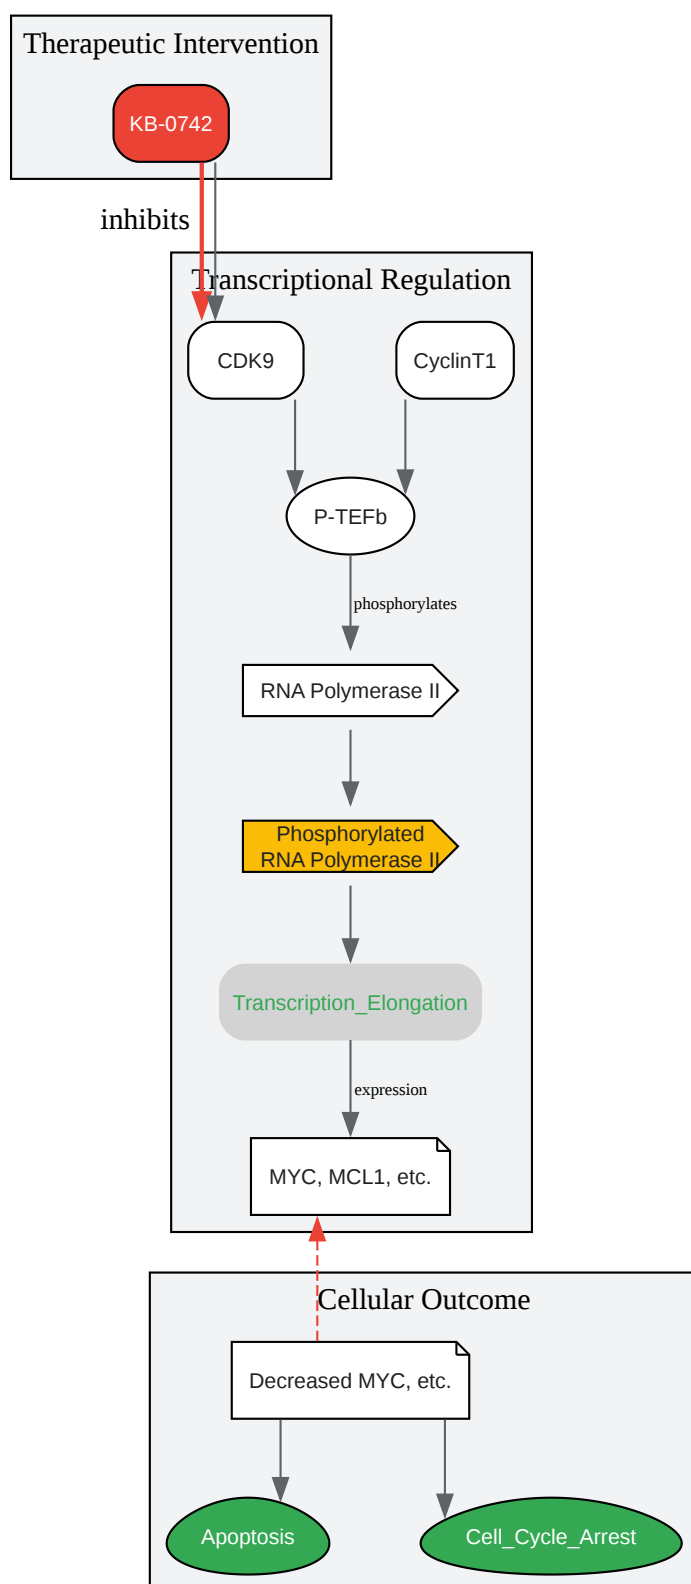 Therapeutic Intervention
KB-0742
inhibits
Transcriptional Regulation
CDK9
CyclinT1
P-TEFb
phosphorylates
RNA Polymerase II
Phosphorylated
RNA Polymerase II
Transcription_Elongation
expression
MYC, MCL1, etc.
Cellular Outcome
Decreased MYC, etc.
Apoptosis
Cell_Cycle_Arrest